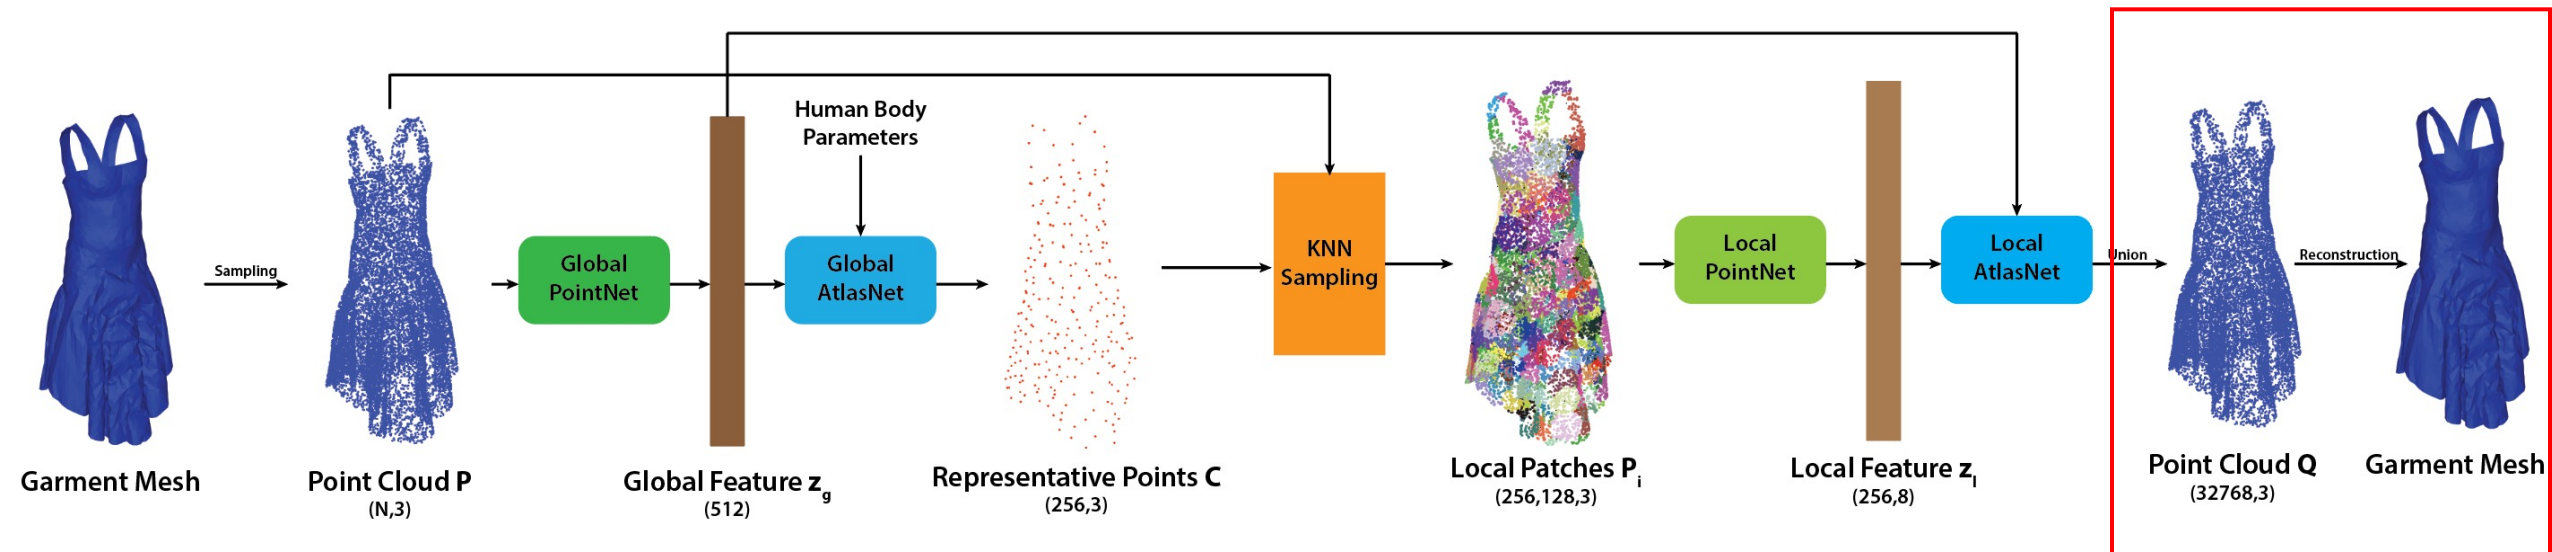 Garment Mesh
Sampling
Point Cloud P
(N,3)
Global
PointNet
Global Feature zg
(512)
Human Body
Parameters
Global
AtlasNet
Representative Points C
(256,3)
KNN
Sampling
Local Patches Pi
(256,128,3)
Local
PointNet
Local Feature zl
(256,8)
Local
AtlasNet
Union
Point Cloud Q
(32768,3)
Reconstruction
Garment Mesh